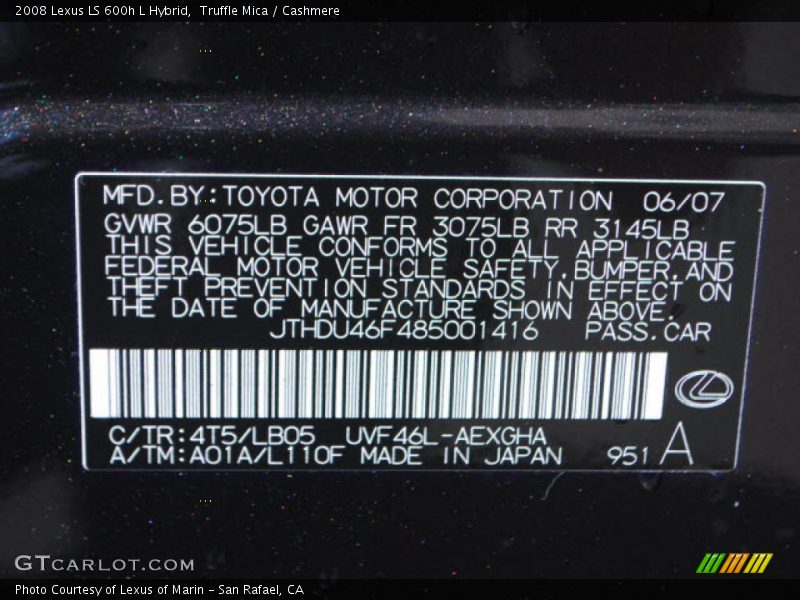 2008 Lexus LS 600h L Hybrid,  Truffle Mica / Cashmere
MFD.BY:TOYOTA MOTOR CORPORATION 06/07
GVWR 6075LB GAWR FR 3075LB RR 3145LB
THIS VEHICLE CONFORMS TO ALL APPLICABLE
FEDERAL MOTOR VEHICLE SAFETY,BUMPER,AND
THEFT PREVENTION STANDARDS IN EFFECT ON
THE DATE OF MANUFACTURE SHOWN ABOVE.
JTHDU46F485001416 PASS.CAR
C/TR:4T5/LB05 UVF46L-AEXGHA
A/TM:A01A/L110F MADE IN JAPAN 951 A
GTCARLOT.COM
Photo Courtesy of Lexus of Marin - San Rafael, CA